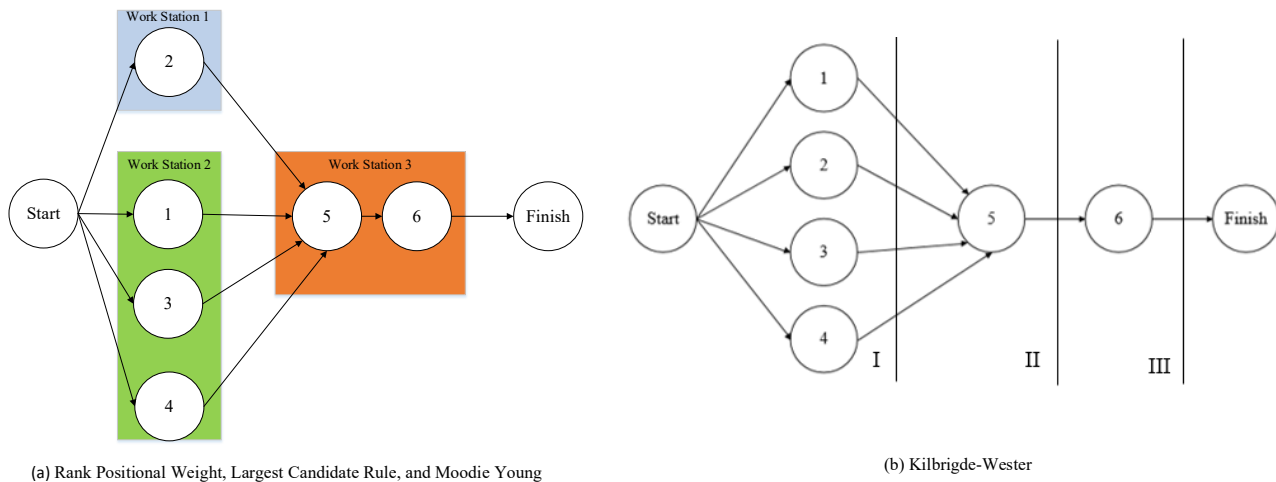 Work Station 1
2
Work Station 2
1
3
4
Work Station 3
5
6
Start
Finish
(a) Rank Positional Weight, Largest Candidate Rule, and Moodie Young
Start
1
2
3
4
I
5
II
6
III
Finish
(b) Kilbrigde-Wester